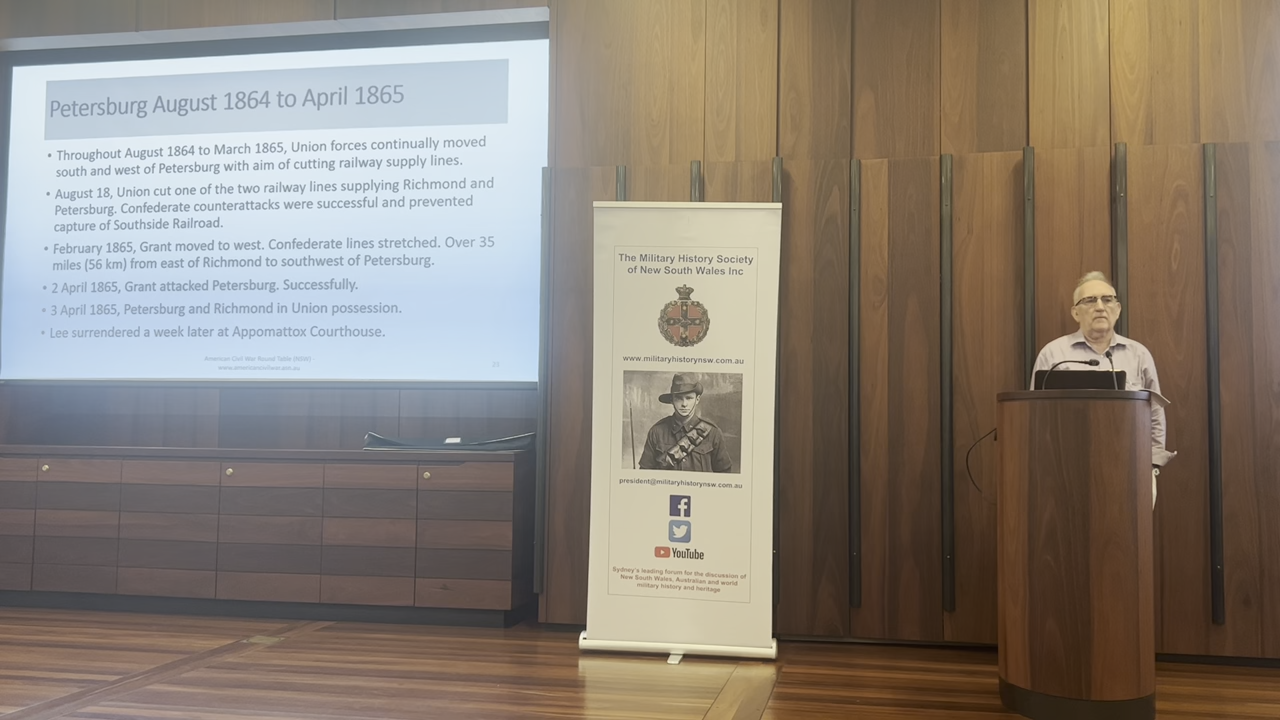 Petersburg August 1864 to April 1865
• Throughout August 1864 to March 1865, Union forces continually moved
south and west of Petersburg with aim of cutting railway supply lines.
• August 18, Union cut one of the two railway lines supplying Richmond and
Petersburg. Confederate counterattacks were successful and prevented
capture of Southside Railroad.
• February 1865, Grant moved to west. Confederate lines stretched. Over 35
miles (56 km) from east of Richmond to southwest of Petersburg.
• 2 April 1865, Grant attacked Petersburg. Successfully.
• 3 April 1865, Petersburg and Richmond in Union possession.
• Lee surrendered a week later at Appomattox Courthouse.
American Civil War Round Table (NSW) -
The Military History Society
of New South Wales Inc
www.militaryhistorynsw.com.au
president@militaryhistorynsw.com.au
YouTube
Sydney's leading forum for the discussion of
New South Wales, Australian and world
military history and heritage